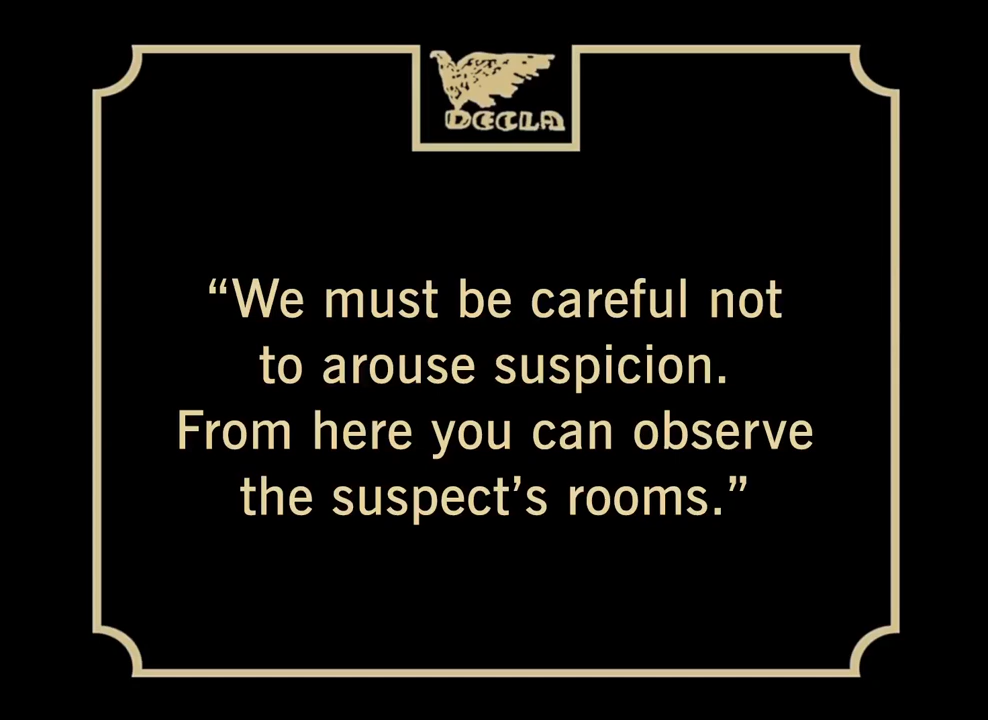 DECLA
“We must be careful not
to arouse suspicion.
From here you can observe
the suspect’s rooms.”